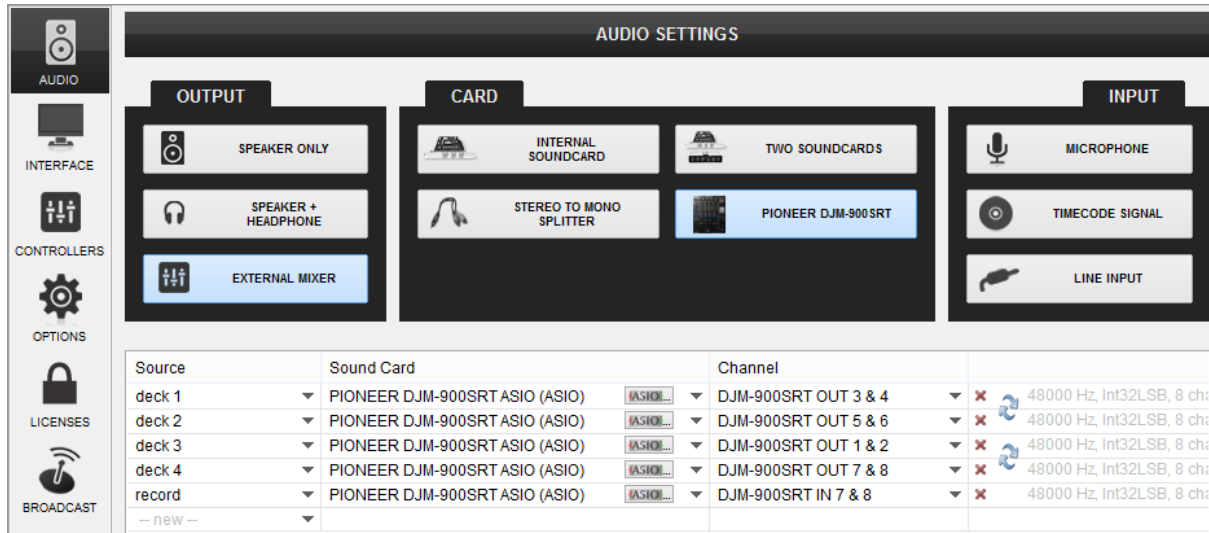 AUDIO SETTINGS
AUDIO
INTERFACE
CONTROLLERS
OPTIONS
LICENSES
BROADCAST
OUTPUT
SPEAKER ONLY
SPEAKER +
HEADPHONE
EXTERNAL MIXER
CARD
INTERNAL
SOUNDCARD
TWO SOUNDCARDS
STEREO TO MONO
SPLITTER
PIONEER DJM-900SRT
INPUT
MICROPHONE
TIMECODE SIGNAL
LINE INPUT
Source Sound Card Channel
deck 1 PIONEER DJM-900SRT ASIO (ASIO) ASIO... DJM-900SRT OUT 3 & 4 48000 Hz, Int32LSB, 8 cha
deck 2 PIONEER DJM-900SRT ASIO (ASIO) ASIO... DJM-900SRT OUT 5 & 6 48000 Hz, Int32LSB, 8 cha
deck 3 PIONEER DJM-900SRT ASIO (ASIO) ASIO... DJM-900SRT OUT 1 & 2 48000 Hz, Int32LSB, 8 cha
deck 4 PIONEER DJM-900SRT ASIO (ASIO) ASIO... DJM-900SRT OUT 7 & 8 48000 Hz, Int32LSB, 8 cha
record PIONEER DJM-900SRT ASIO (ASIO) ASIO... DJM-900SRT IN 7 & 8 48000 Hz, Int32LSB, 8 cha
-- new --